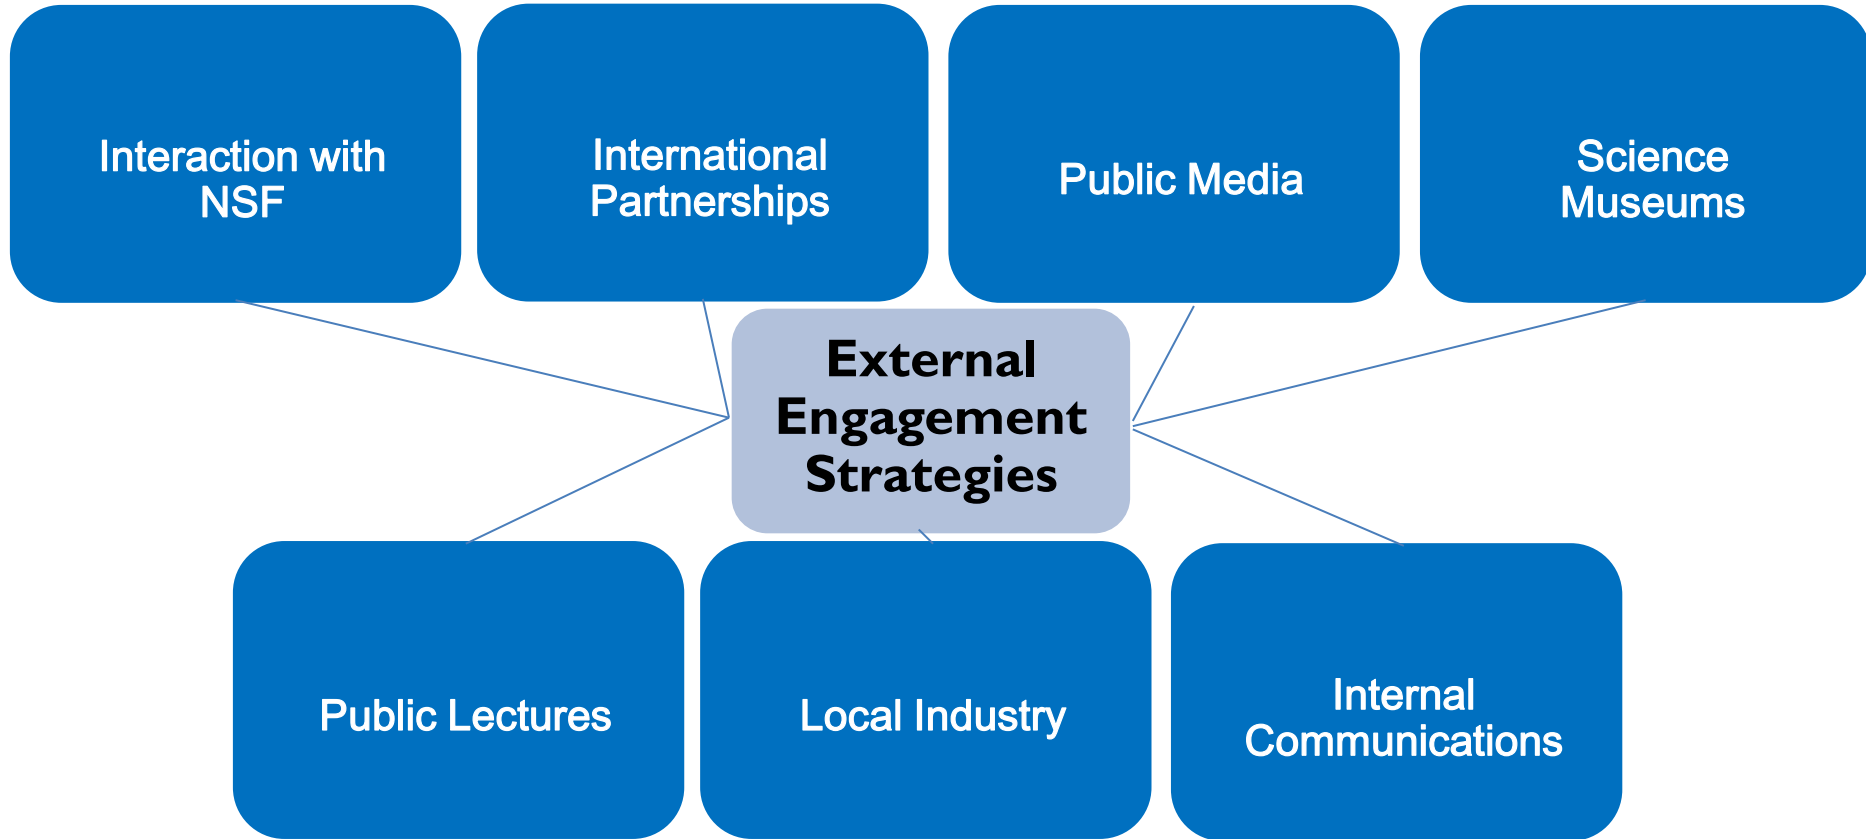 Interaction with
NSF
International
Partnerships
Public Media
Science
Museums
External
Engagement
Strategies
Public Lectures
Local Industry
Internal
Communications